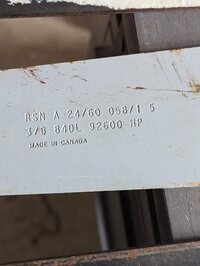 RSN A-24/60 058/1 5
3/8 840L 92600 HP
MADE IN CANADA